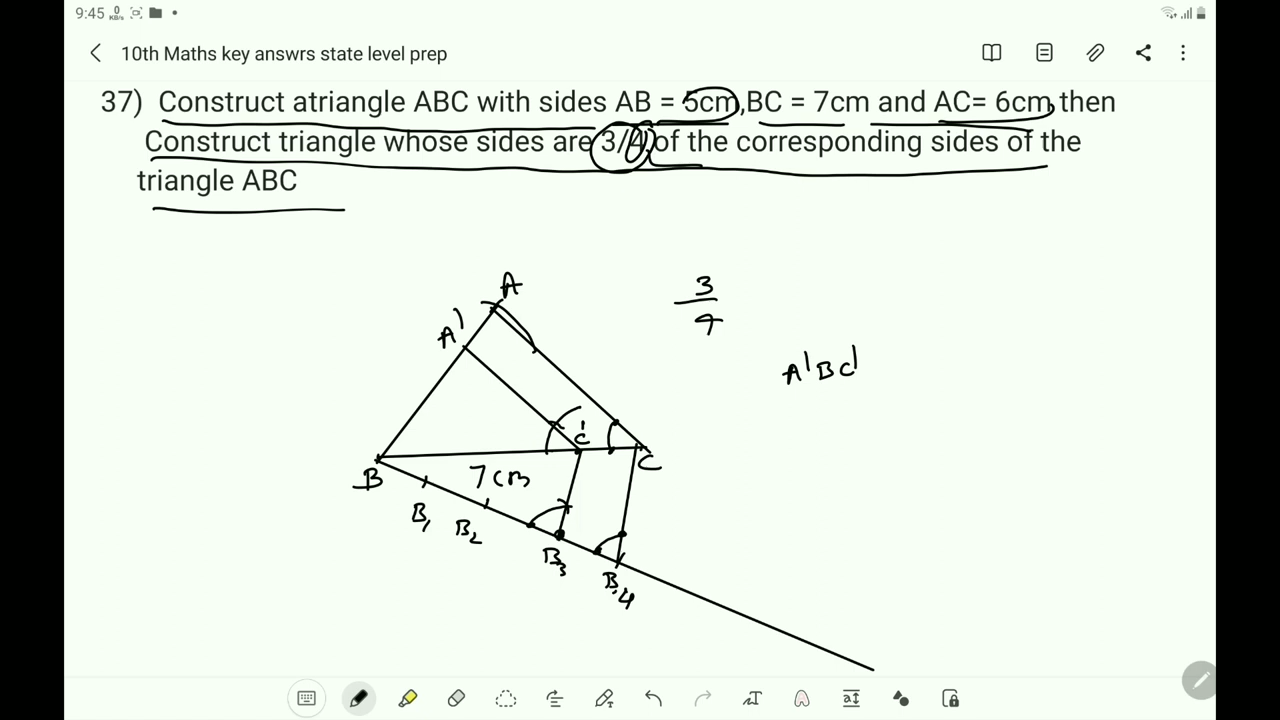 9:45 0 KB/s
10th Maths key answrs state level prep
37) Construct atriangle ABC with sides AB = 5cm,BC = 7cm and AC= 6cm then
Construct triangle whose sides are 3/4 of the corresponding sides of the
triangle ABC
A
3
4
A'
A'BC'
C'
B
7cm
C
B1
B2
B3
B4